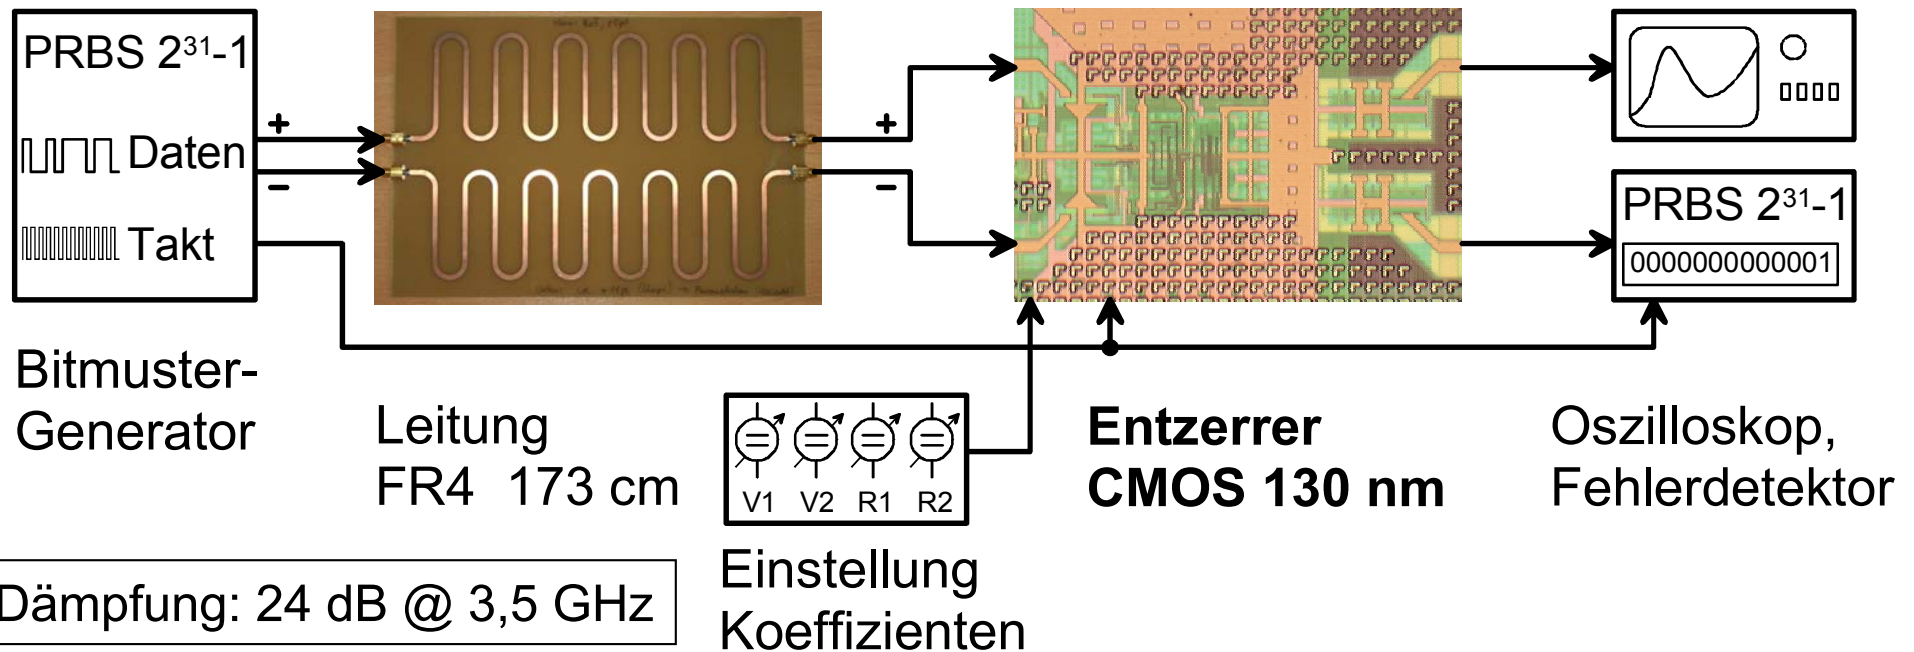 PRBS 2³¹-1
Daten
Takt
+
−
+
−
PRBS 2³¹-1
0000000000001
Bitmuster-
Generator
Leitung
FR4 173 cm
V1 V2 R1 R2
Einstellung
Koeffizienten
Entzerrer
CMOS 130 nm
Oszilloskop,
Fehlerdetektor
Dämpfung: 24 dB @ 3,5 GHz